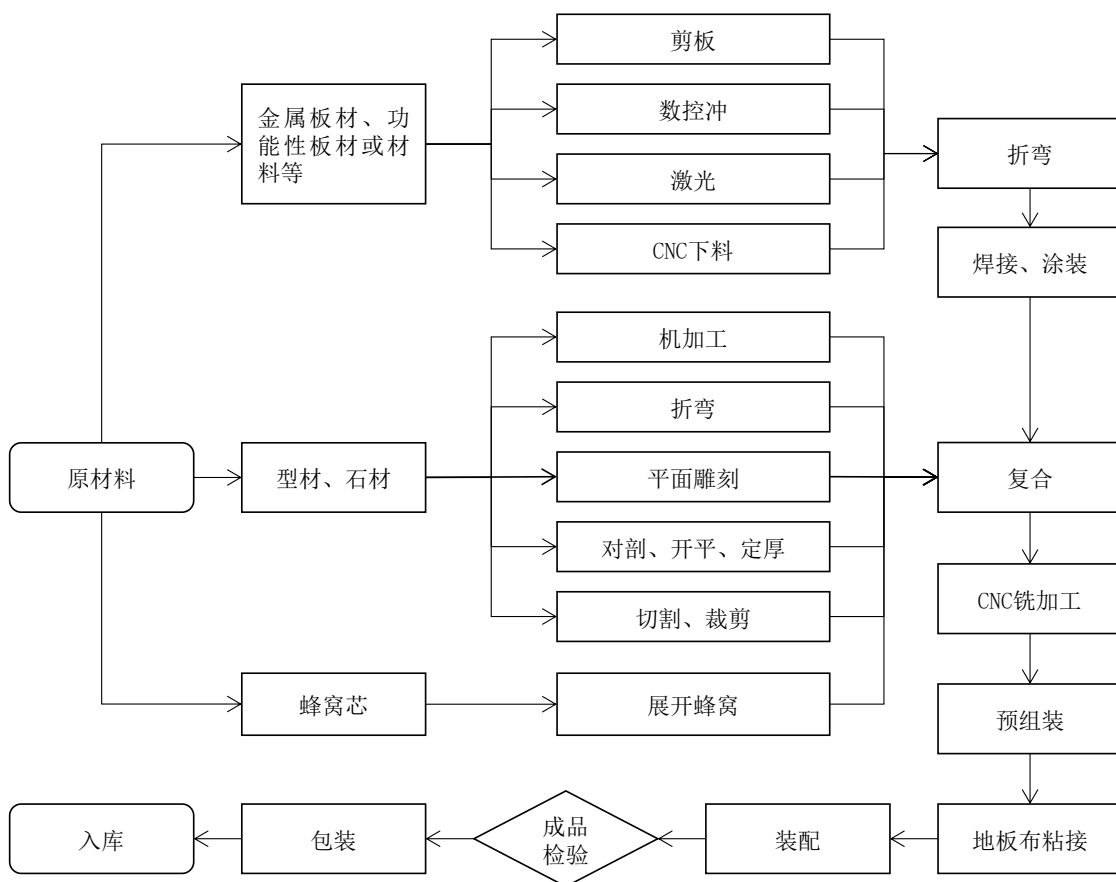 剪板
金属板材、功
能性板材或材
料等
数控冲
折弯
激光
CNC下料
焊接、涂装
机加工
折弯
原材料
型材、石材
平面雕刻
复合
对剖、开平、定厚
CNC铣加工
切割、裁剪
蜂窝芯
展开蜂窝
预组装
入库
包装
成品
检验
装配
地板布粘接